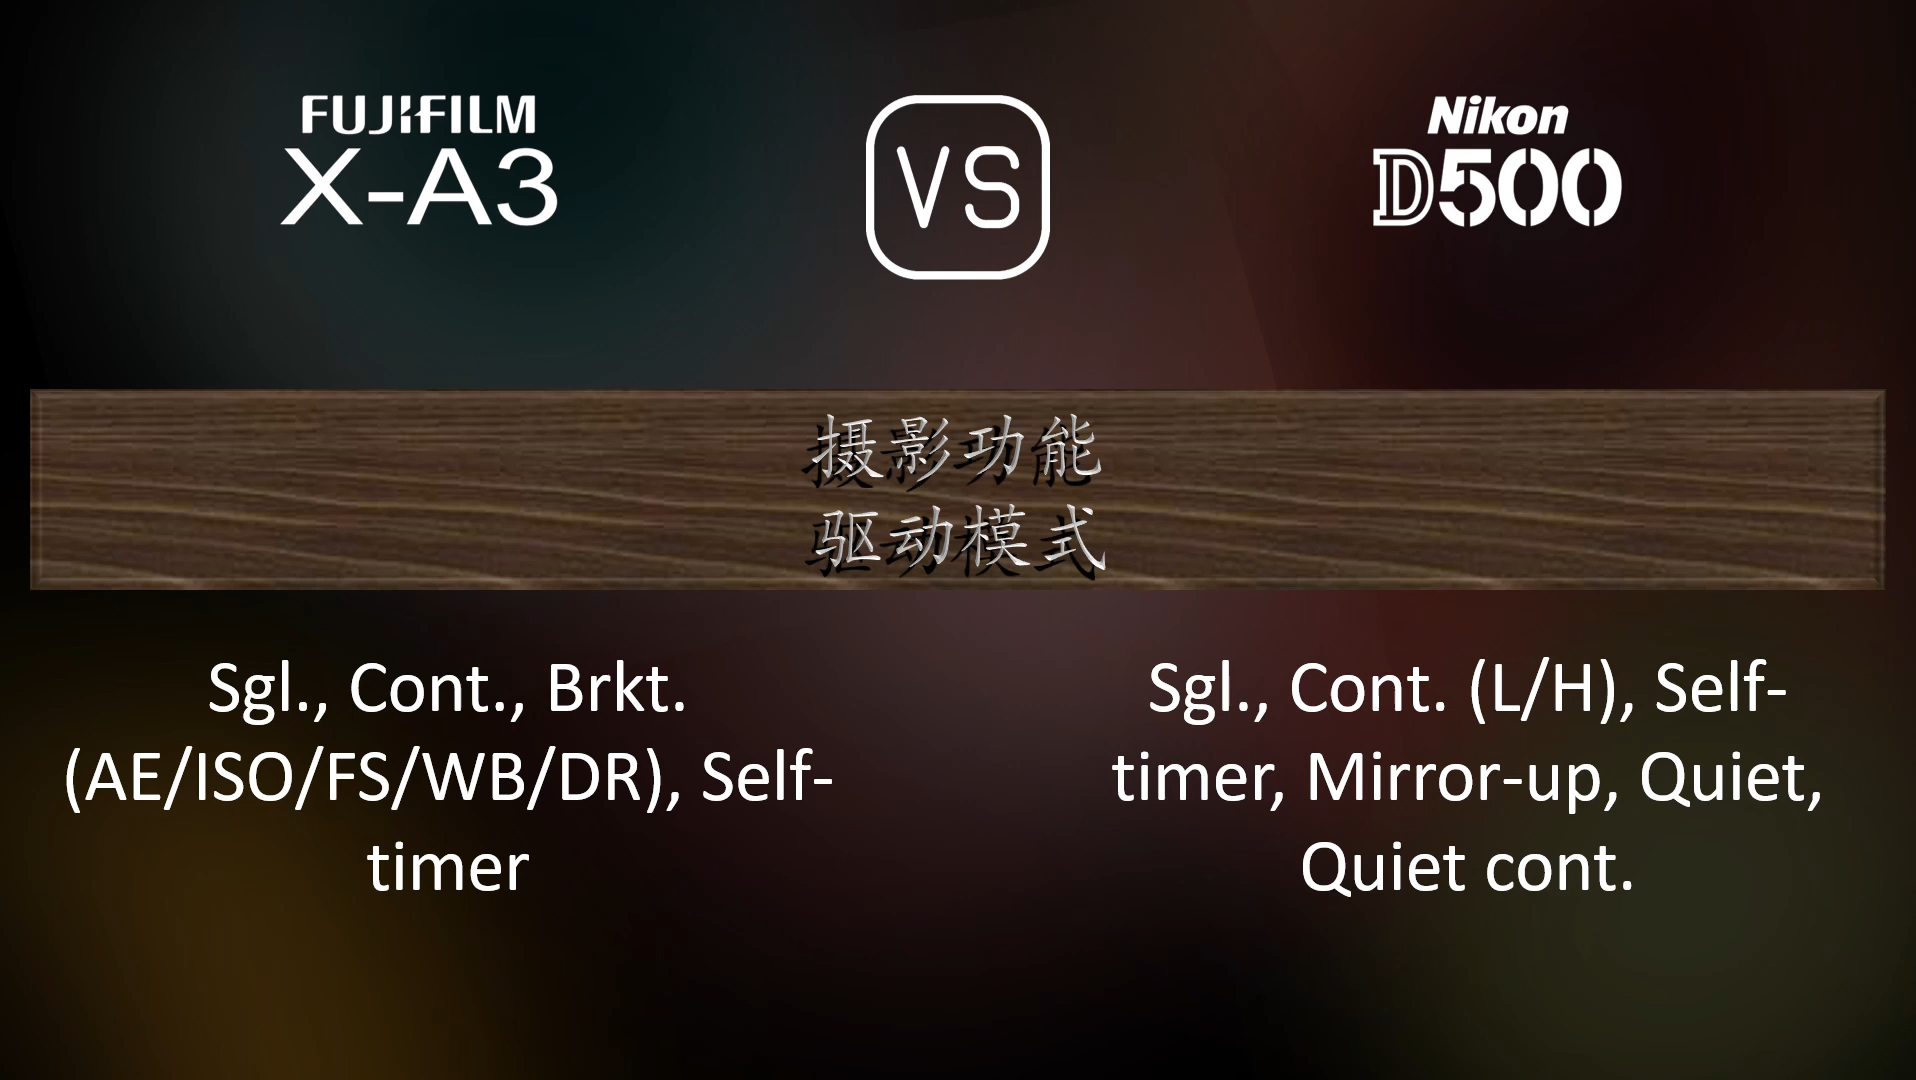 FUJIFILM
X-A3
VS
Nikon
D500
摄影功能
驱动模式
Sgl., Cont., Brkt.
(AE/ISO/FS/WB/DR), Self-
timer
Sgl., Cont. (L/H), Self-
timer, Mirror-up, Quiet,
Quiet cont.